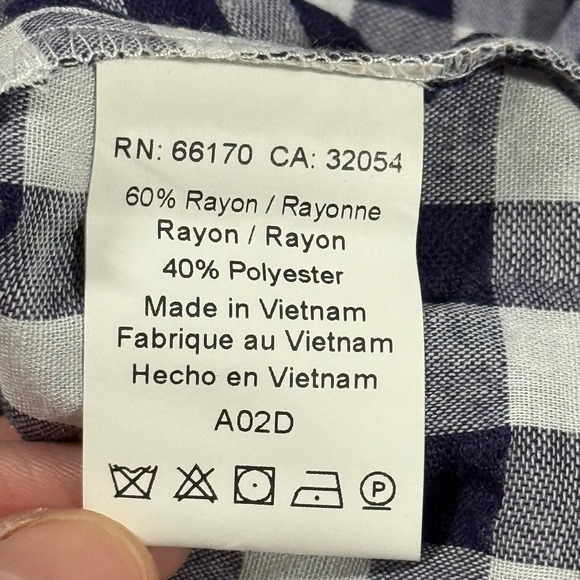 RN: 66170 CA: 32054
60% Rayon / Rayonne
Rayon / Rayon
40% Polyester
Made in Vietnam
Fabrique au Vietnam
Hecho en Vietnam
A02D
P